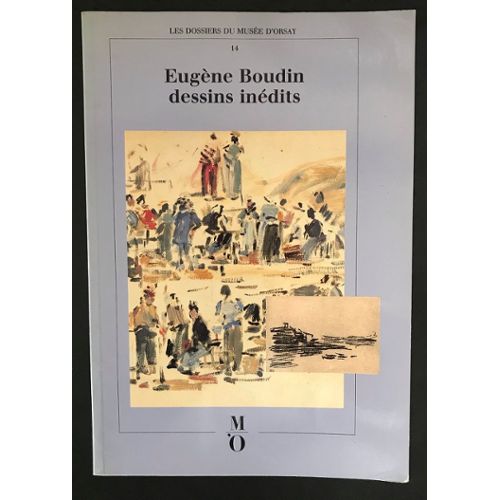 LES DOSSIERS DU MUSÉE D'ORSAY
14
Eugène Boudin
dessins inédits
M
'O